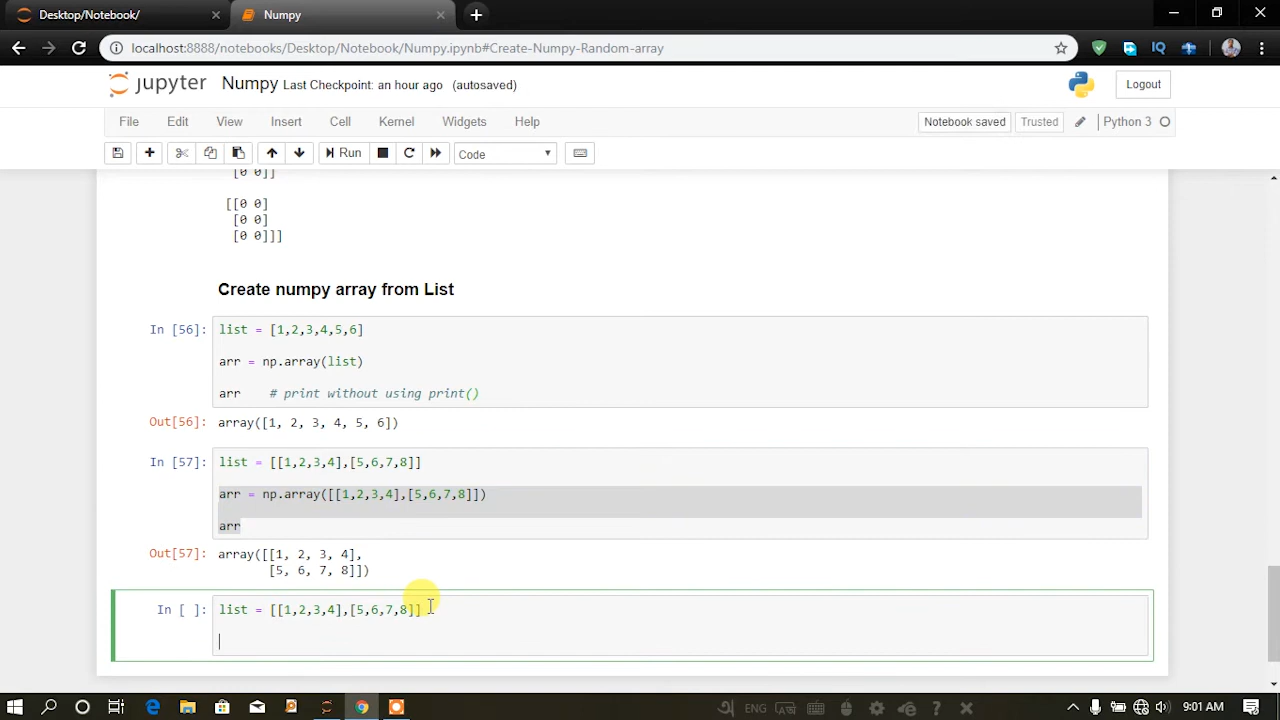 Desktop/Notebook/
Numpy
localhost:8888/notebooks/Desktop/Notebook/Numpy.ipynb#Create-Numpy-Random-array
IQ
jupyter Numpy Last Checkpoint: an hour ago (autosaved)
Logout
File Edit View Insert Cell Kernel Widgets Help
Notebook saved Trusted Python 3
Run Code
[0 0]]
[[0 0]
[0 0]
[0 0]]]
Create numpy array from List
In [56]: list = [1,2,3,4,5,6]
arr = np.array(list)
arr # print without using print()
Out[56]: array([1, 2, 3, 4, 5, 6])
In [57]: list = [[1,2,3,4],[5,6,7,8]]
arr = np.array([[1,2,3,4],[5,6,7,8]])
arr
Out[57]: array([[1, 2, 3, 4],
[5, 6, 7, 8]])
In [ ]: list = [[1,2,3,4],[5,6,7,8]]
ENG
9:01 AM